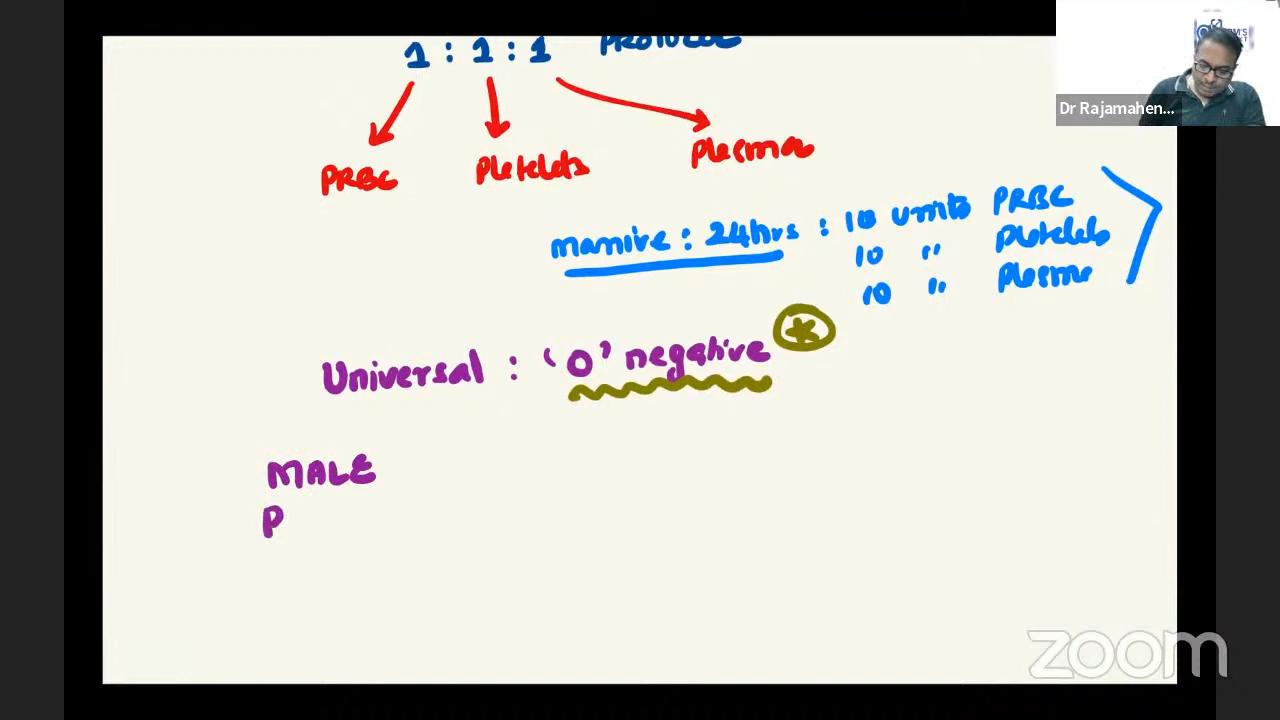 1 : 1 : 1 PROTOCOL
PRBC Platelets Plasma
massive : 24hrs : 10 units PRBC
10 " Platelets
10 " Plasma
Universal : 'O' negative *
MALE
P
Dr Rajamahen...
zoom